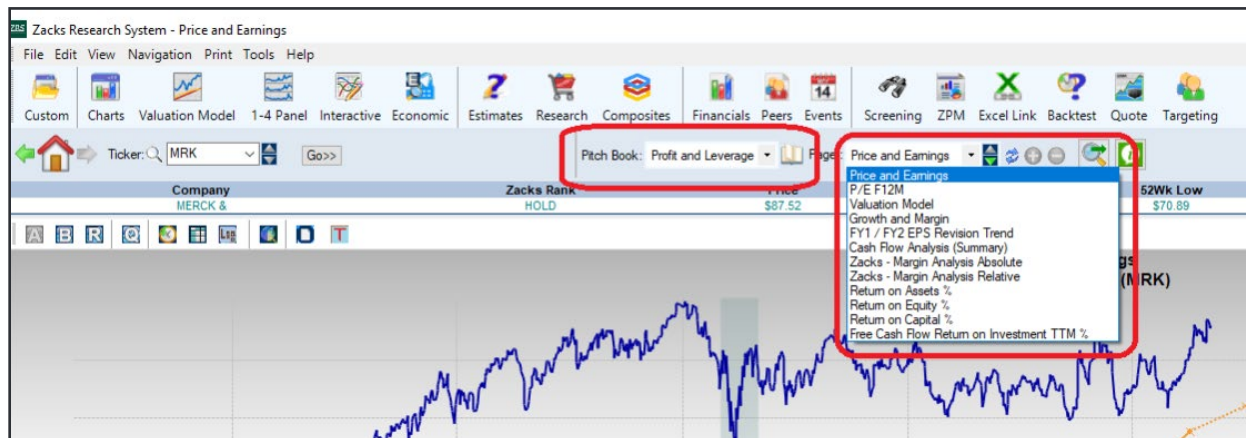 ZRS Zacks Research System - Price and Earnings
File Edit View Navigation Print Tools Help
14
Custom Charts Valuation Model 1-4 Panel Interactive Economic Estimates Research Composites Financials Peers Events Screening ZPM Excel Link Backtest Quote Targeting
Ticker: MRK Go>> Pitch Book: Profit and Leverage Page: Price and Earnings
Company Zacks Rank Price 52Wk Low
MERCK & HOLD $87.52 $70.89
Price and Earnings
P/E F12M
Valuation Model
Growth and Margin
FY1 / FY2 EPS Revision Trend
Cash Flow Analysis (Summary)
Zacks - Margin Analysis Absolute
Zacks - Margin Analysis Relative
Return on Assets %
Return on Equity %
Return on Capital %
Free Cash Flow Return on Investment TTM %
A B R Log D T
gs
(MRK)